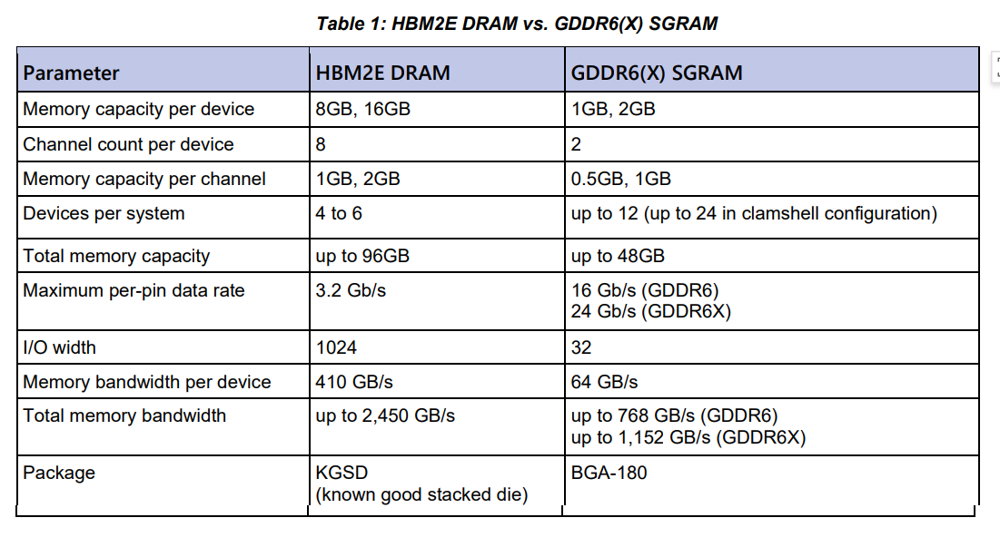 Table 1: HBM2E DRAM vs. GDDR6(X) SGRAM
Parameter HBM2E DRAM GDDR6(X) SGRAM
Memory capacity per device 8GB, 16GB 1GB, 2GB
Channel count per device 8 2
Memory capacity per channel 1GB, 2GB 0.5GB, 1GB
Devices per system 4 to 6 up to 12 (up to 24 in clamshell configuration)
Total memory capacity up to 96GB up to 48GB
Maximum per-pin data rate 3.2 Gb/s 16 Gb/s (GDDR6)
24 Gb/s (GDDR6X)
I/O width 1024 32
Memory bandwidth per device 410 GB/s 64 GB/s
Total memory bandwidth up to 2,450 GB/s up to 768 GB/s (GDDR6)
up to 1,152 GB/s (GDDR6X)
Package KGSD BGA-180
(known good stacked die)